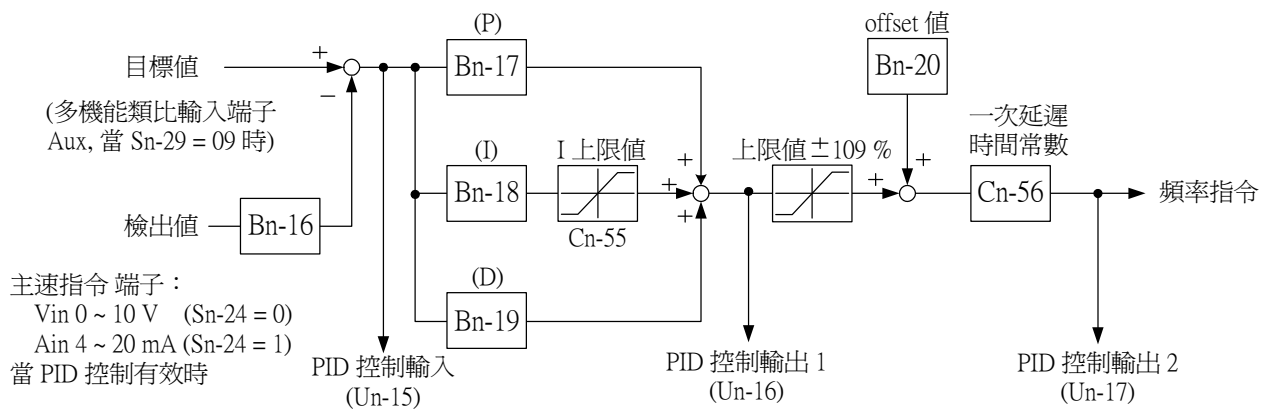 (P)
offset 值
目標值
+
−
Bn-17
Bn-20
(多機能類比輸入端子
Aux, 當 Sn-29 = 09 時)
一次延遲
時間常數
(I)
I 上限值
+
上限值±109 %
+
Bn-18
+
+
Cn-56
頻率指令
檢出值
Bn-16
+
Cn-55
(D)
主速指令 端子：
Vin 0 ~ 10 V (Sn-24 = 0)
Ain 4 ~ 20 mA (Sn-24 = 1)
當 PID 控制有效時
Bn-19
PID 控制輸入
(Un-15)
PID 控制輸出 1
(Un-16)
PID 控制輸出 2
(Un-17)